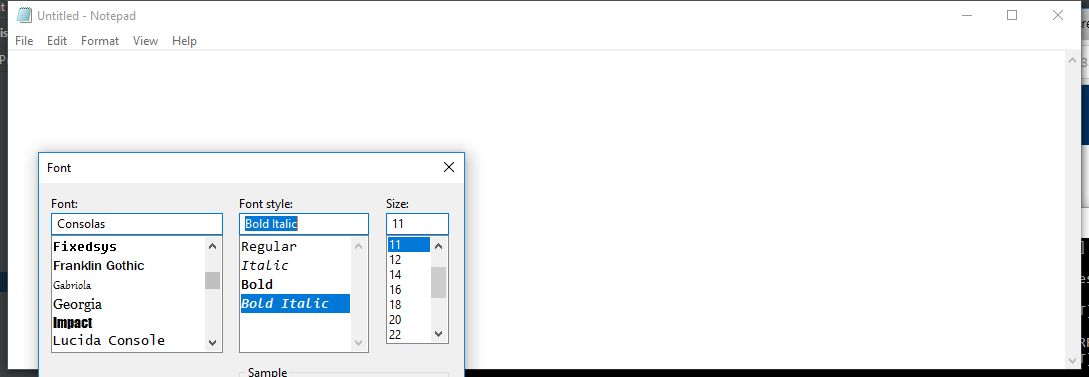 Untitled - Notepad
File Edit Format View Help
Font
Font: Font style: Size:
Consolas Bold Italic 11
Fixedsys Regular 11
Franklin Gothic Italic 12
Gabriola Bold 14
Georgia Bold Italic 16
Impact 18
Lucida Console 20
22
Sample